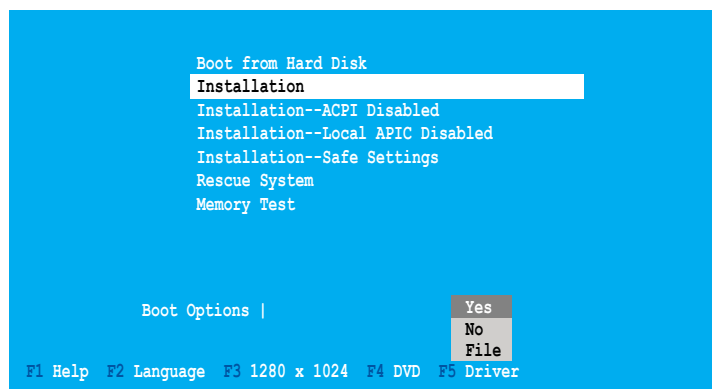 Boot from Hard Disk
Installation
Installation--ACPI Disabled
Installation--Local APIC Disabled
Installation--Safe Settings
Rescue System
Memory Test
Boot Options |
Yes
No
File
F1 Help F2 Language F3 1280 x 1024 F4 DVD F5 Driver